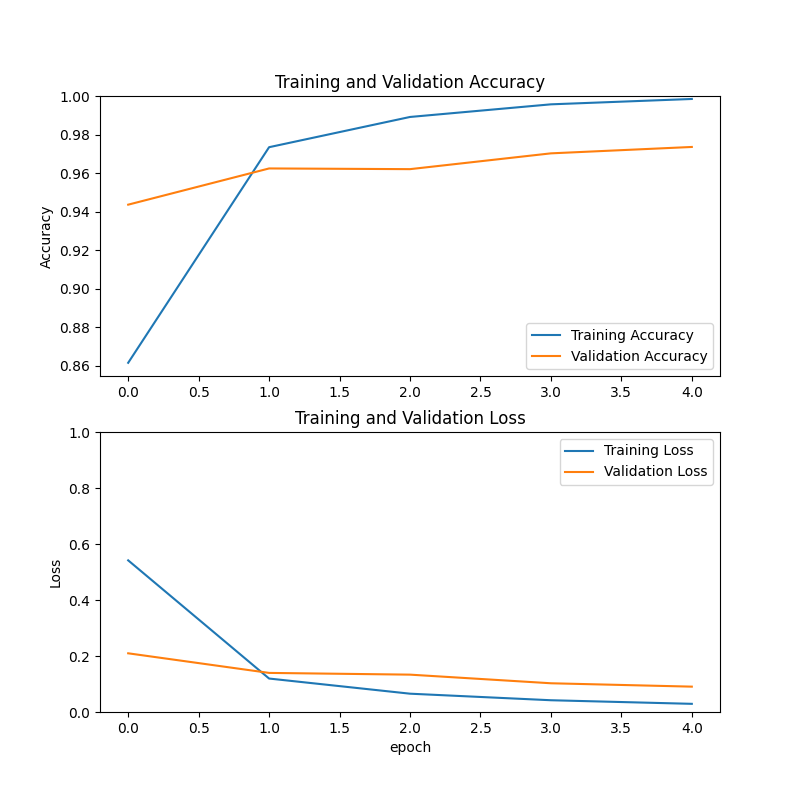 Training and Validation Accuracy
1.00
0.98
0.96
0.94
0.92
0.90
0.88
0.86
Accuracy
Training Accuracy
Validation Accuracy
0.0 0.5 1.0 1.5 2.0 2.5 3.0 3.5 4.0
Training and Validation Loss
1.0
0.8
0.6
0.4
0.2
0.0
Loss
Training Loss
Validation Loss
0.0 0.5 1.0 1.5 2.0 2.5 3.0 3.5 4.0
epoch